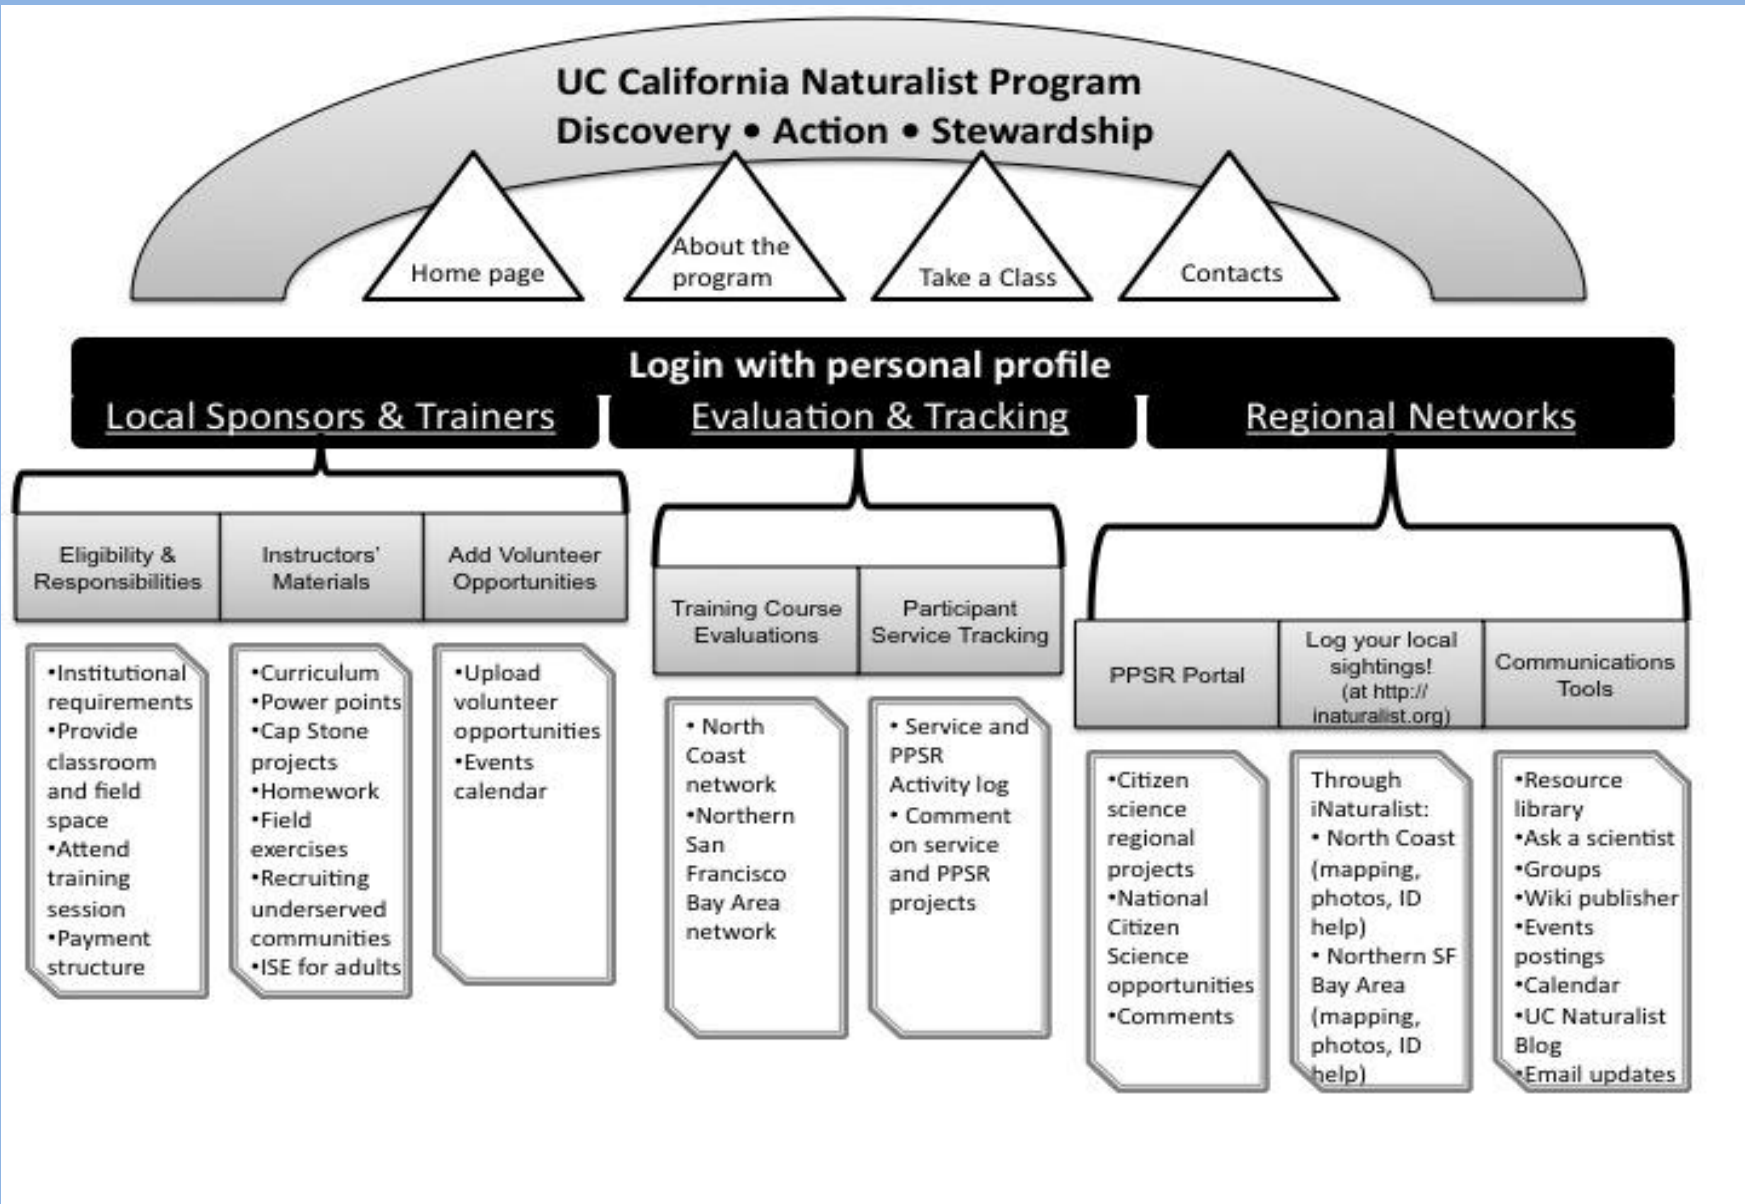 UC California Naturalist Program
Discovery • Action • Stewardship
Home page
About the
program
Take a Class
Contacts
Login with personal profile
Local Sponsors & Trainers
Evaluation & Tracking
Regional Networks
Eligibility &
Responsibilities
Instructors'
Materials
Add Volunteer
Opportunities
Training Course
Evaluations
Participant
Service Tracking
PPSR Portal
Log your local
sightings!
(at http://
inaturalist.org)
Communications
Tools
•Institutional
requirements
•Provide
classroom
and field
space
•Attend
training
session
•Payment
structure
•Curriculum
•Power points
•Cap Stone
projects
•Homework
•Field
exercises
•Recruiting
underserved
communities
•ISE for adults
•Upload
volunteer
opportunities
•Events
calendar
• North
Coast
network
•Northern
San
Francisco
Bay Area
network
• Service and
PPSR
Activity log
• Comment
on service
and PPSR
projects
•Citizen
science
regional
projects
•National
Citizen
Science
opportunities
•Comments
Through
iNaturalist:
• North Coast
(mapping,
photos, ID
help)
• Northern SF
Bay Area
(mapping,
photos, ID
help)
•Resource
library
•Ask a scientist
•Groups
•Wiki publisher
•Events
postings
•Calendar
•UC Naturalist
Blog
•Email updates